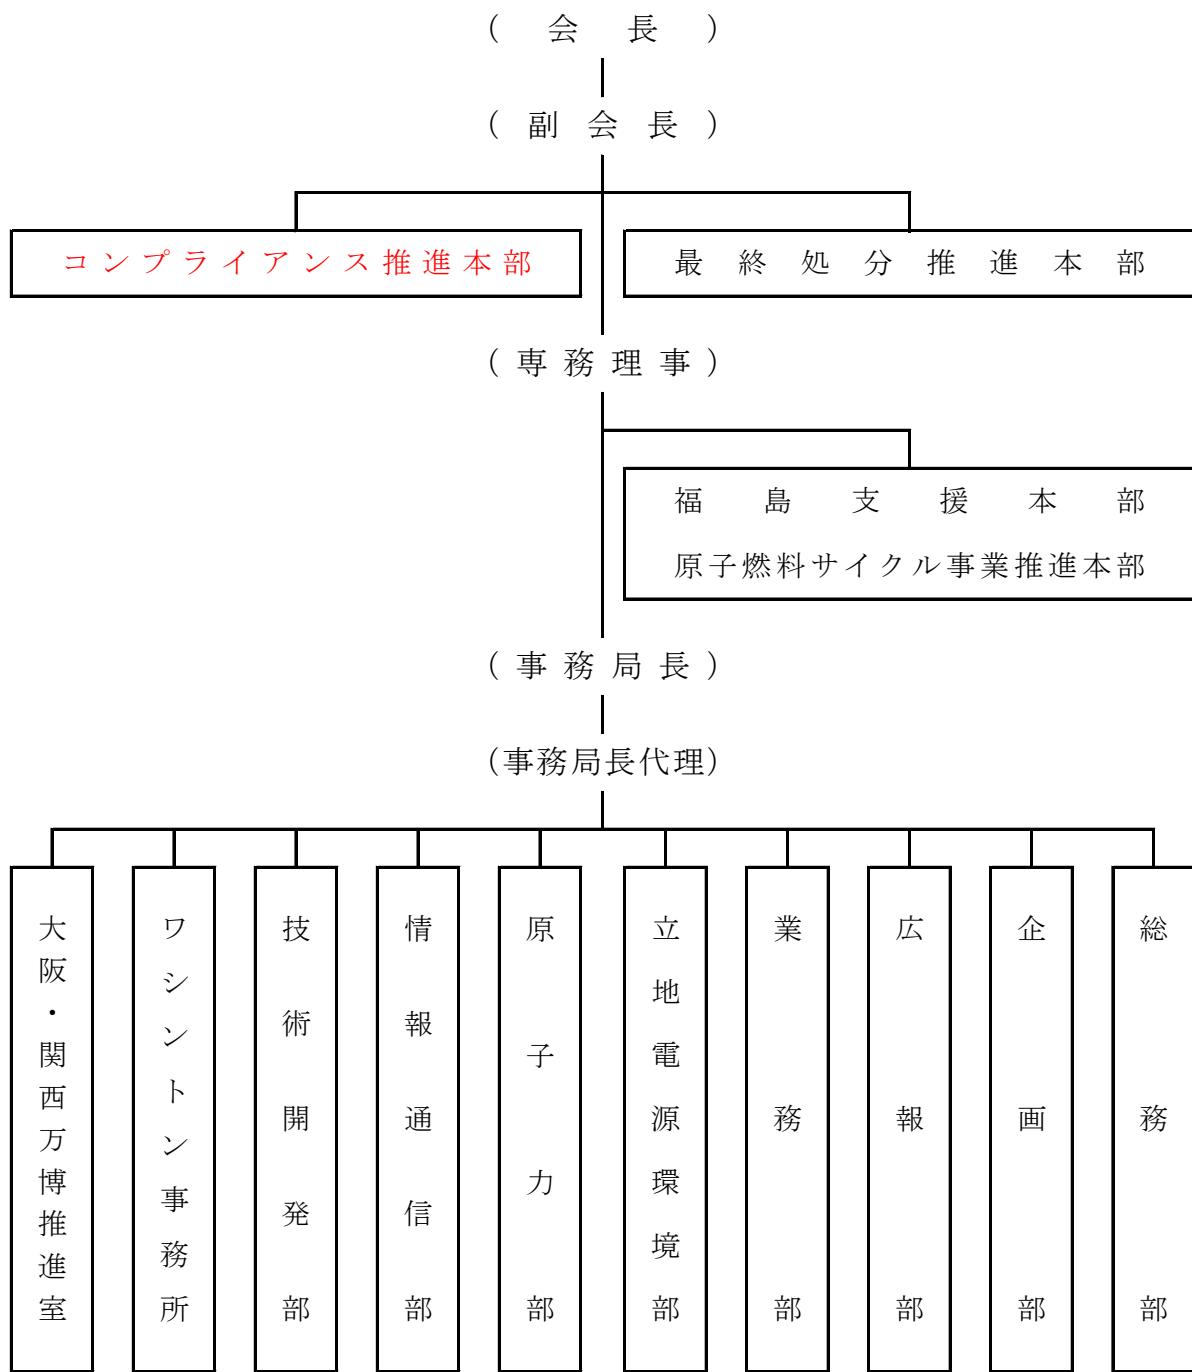 (会長)
(副会長)
コンプライアンス推進本部
最終処分推進本部
(専務理事)
福島支援本部
原子燃料サイクル事業推進本部
(事務局長)
(事務局長代理)
総務部
企画部
広報部
業務部
立地電源環境部
原子力部
情報通信部
技術開発部
ワシントン事務所
大阪・関西万博推進室